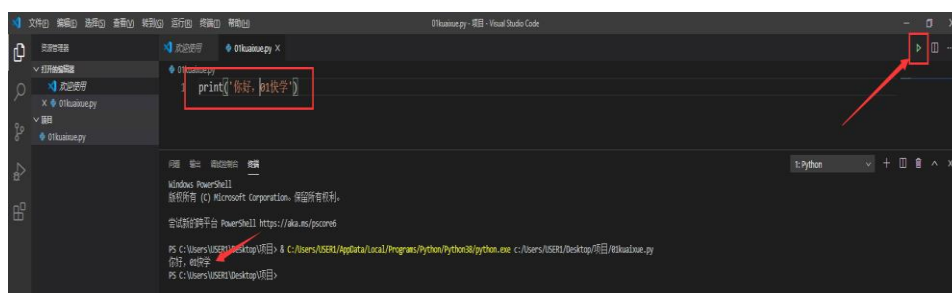 文件(F) 编辑(E) 选择(S) 查看(V) 转到(G) 运行(R) 终端(T) 帮助(H) 01kuaixue.py - 项目 - Visual Studio Code
资源管理器 欢迎使用 01kuaixue.py ×
打开的编辑器 01kuaixue.py
欢迎使用 1 print('你好，01快学')
× 01kuaixue.py
项目
01kuaixue.py
问题 输出 调试控制台 终端 1: Python
Windows PowerShell
版权所有 (C) Microsoft Corporation。保留所有权利。
尝试新的跨平台 PowerShell https://aka.ms/pscore6
PS C:\Users\USER1\Desktop\项目> & C:/Users/USER1/AppData/Local/Programs/Python/Python38/python.exe c:/Users/USER1/Desktop/项目/01kuaixue.py
你好，01快学
PS C:\Users\USER1\Desktop\项目>